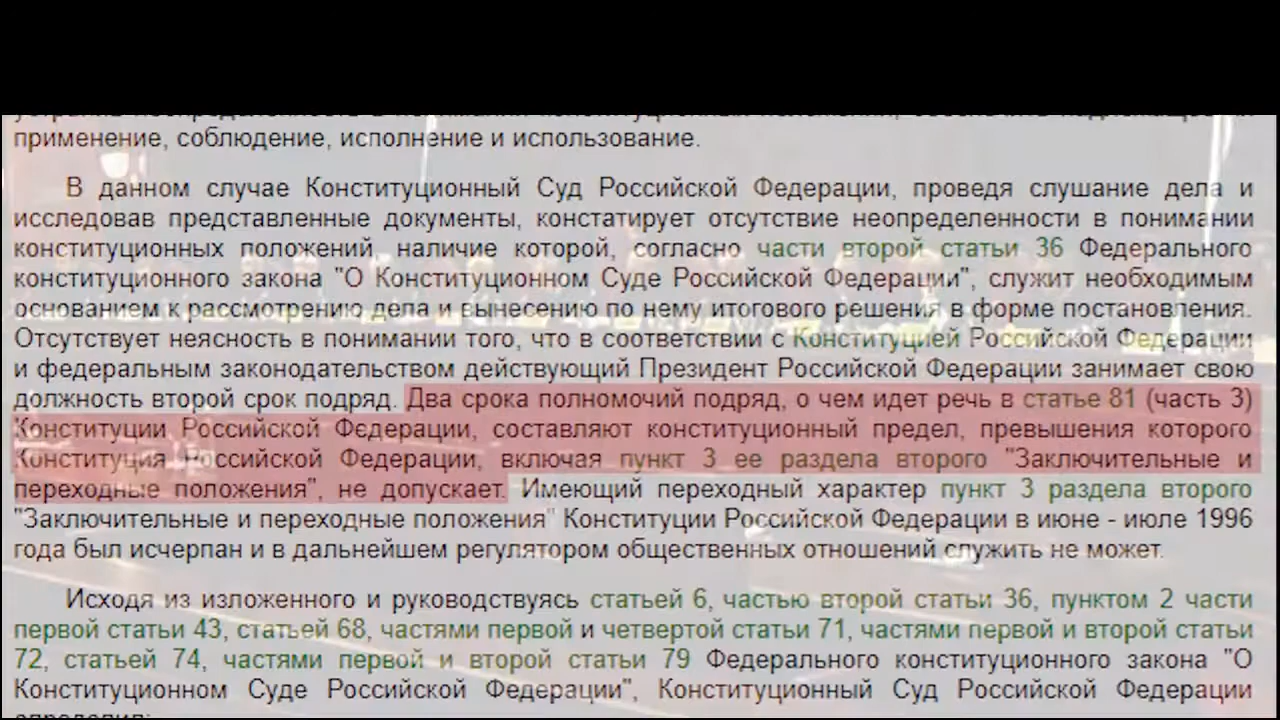 применение, соблюдение, исполнение и использование.
В данном случае Конституционный Суд Российской Федерации, проведя слушание дела и
исследовав представленные документы, констатирует отсутствие неопределенности в понимании
конституционных положений, наличие которой, согласно части второй статьи 36 Федерального
конституционного закона "О Конституционном Суде Российской Федерации", служит необходимым
основанием к рассмотрению дела и вынесению по нему итогового решения в форме постановления.
Отсутствует неясность в понимании того, что в соответствии с Конституцией Российской Федерации
и федеральным законодательством действующий Президент Российской Федерации занимает свою
должность второй срок подряд. Два срока полномочий подряд, о чем идет речь в статье 81 (часть 3)
Конституции Российской Федерации, составляют конституционный предел, превышения которого
Конституция Российской Федерации, включая пункт 3 ее раздела второго "Заключительные и
переходные положения", не допускает. Имеющий переходный характер пункт 3 раздела второго
"Заключительные и переходные положения" Конституции Российской Федерации в июне - июле 1996
года был исчерпан и в дальнейшем регулятором общественных отношений служить не может.
Исходя из изложенного и руководствуясь статьей 6, частью второй статьи 36, пунктом 2 части
первой статьи 43, статьей 68, частями первой и четвертой статьи 71, частями первой и второй статьи
72, статьей 74, частями первой и второй статьи 79 Федерального конституционного закона "О
Конституционном Суде Российской Федерации", Конституционный Суд Российской Федерации